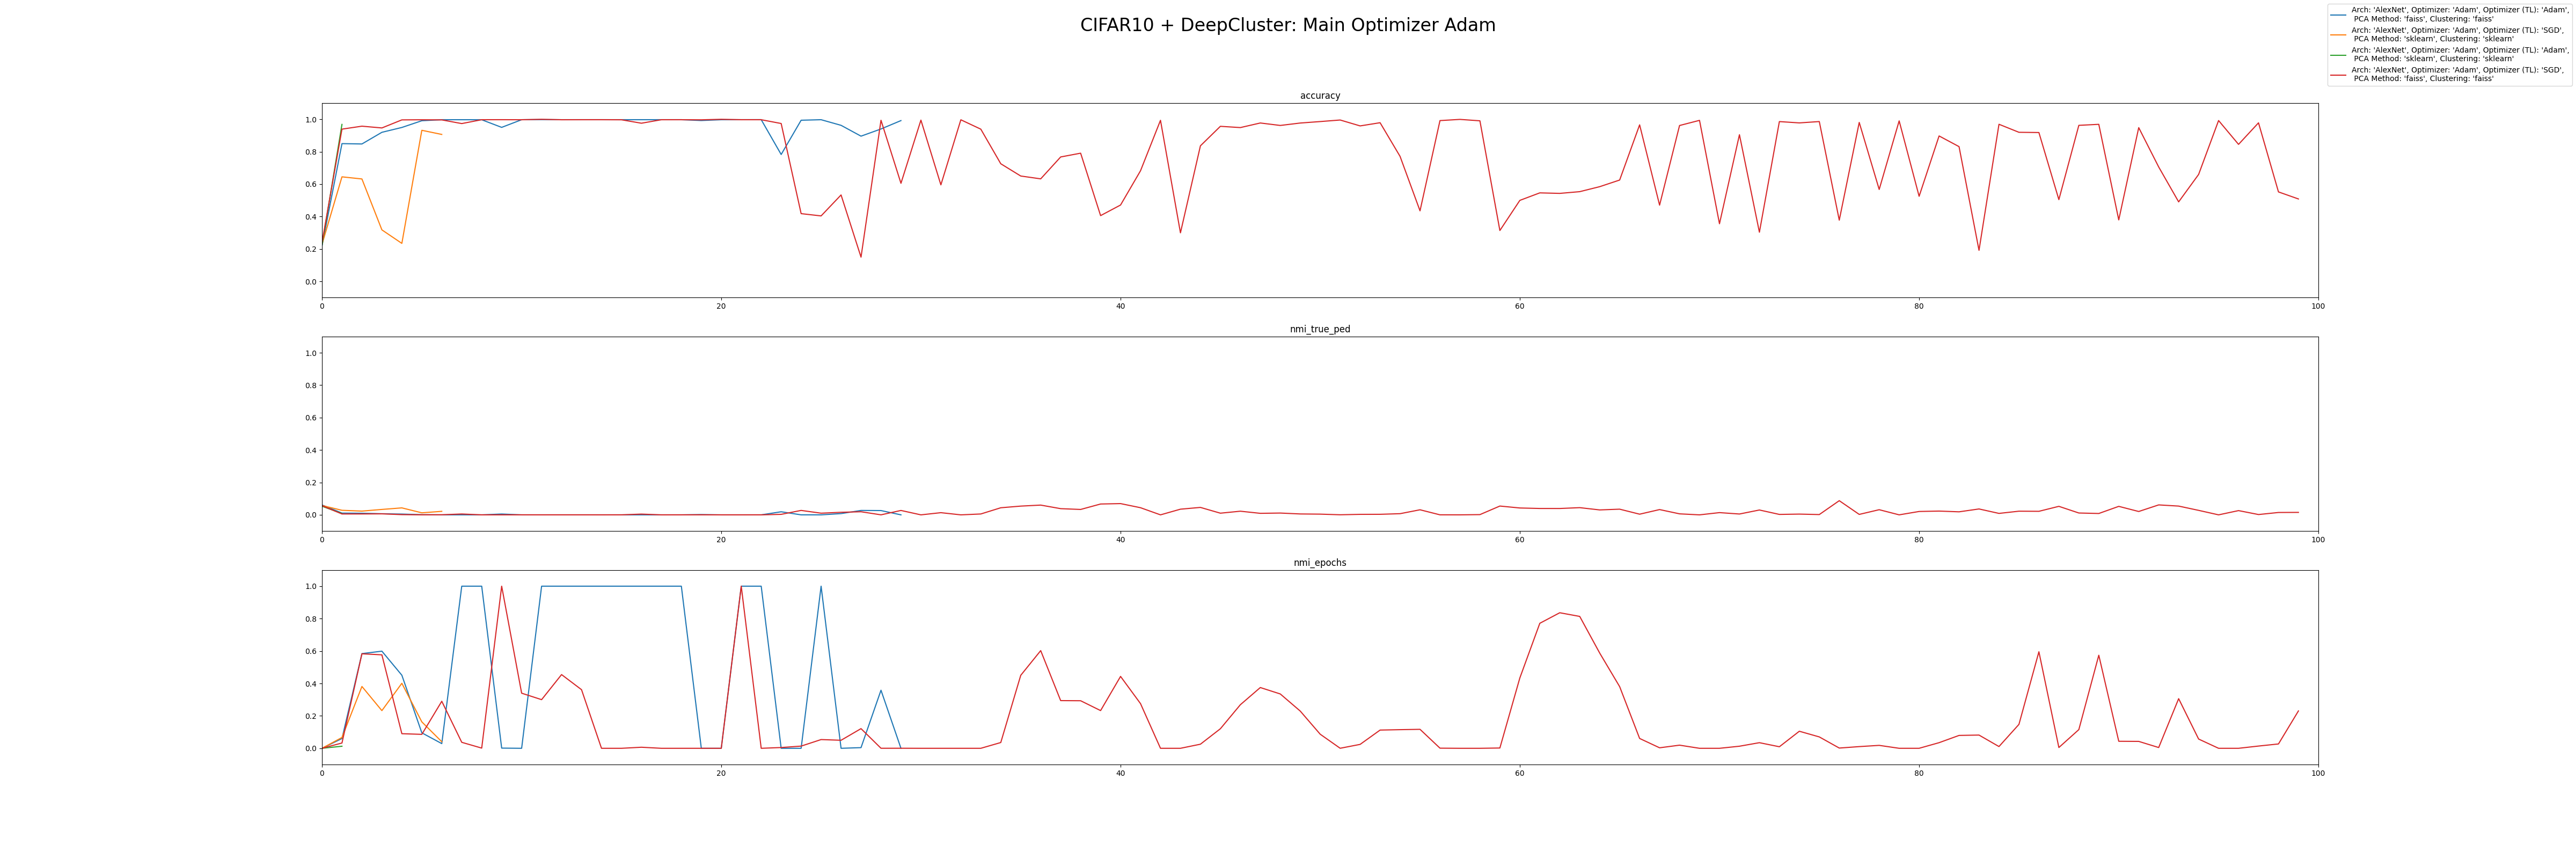 CIFAR10 + DeepCluster: Main Optimizer Adam
Arch: 'AlexNet', Optimizer: 'Adam', Optimizer (TL): 'Adam',
PCA Method: 'faiss', Clustering: 'faiss'
Arch: 'AlexNet', Optimizer: 'Adam', Optimizer (TL): 'SGD',
PCA Method: 'sklearn', Clustering: 'sklearn'
Arch: 'AlexNet', Optimizer: 'Adam', Optimizer (TL): 'Adam',
PCA Method: 'sklearn', Clustering: 'sklearn'
Arch: 'AlexNet', Optimizer: 'Adam', Optimizer (TL): 'SGD',
PCA Method: 'faiss', Clustering: 'faiss'
accuracy
1.0
0.8
0.6
0.4
0.2
0.0
0 20 40 60 80 100
nmi_true_ped
1.0
0.8
0.6
0.4
0.2
0.0
0 20 40 60 80 100
nmi_epochs
1.0
0.8
0.6
0.4
0.2
0.0
0 20 40 60 80 100